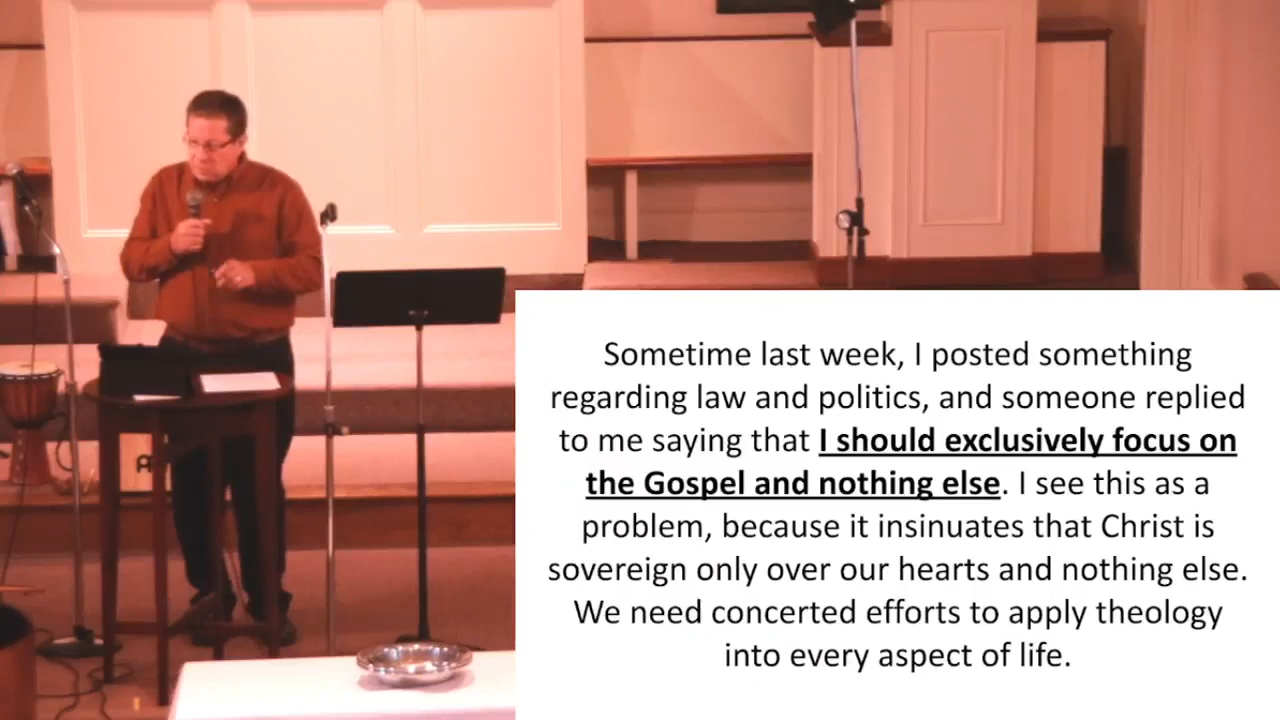 Sometime last week, I posted something
regarding law and politics, and someone replied
to me saying that I should exclusively focus on
the Gospel and nothing else. I see this as a
problem, because it insinuates that Christ is
sovereign only over our hearts and nothing else.
We need concerted efforts to apply theology
into every aspect of life.